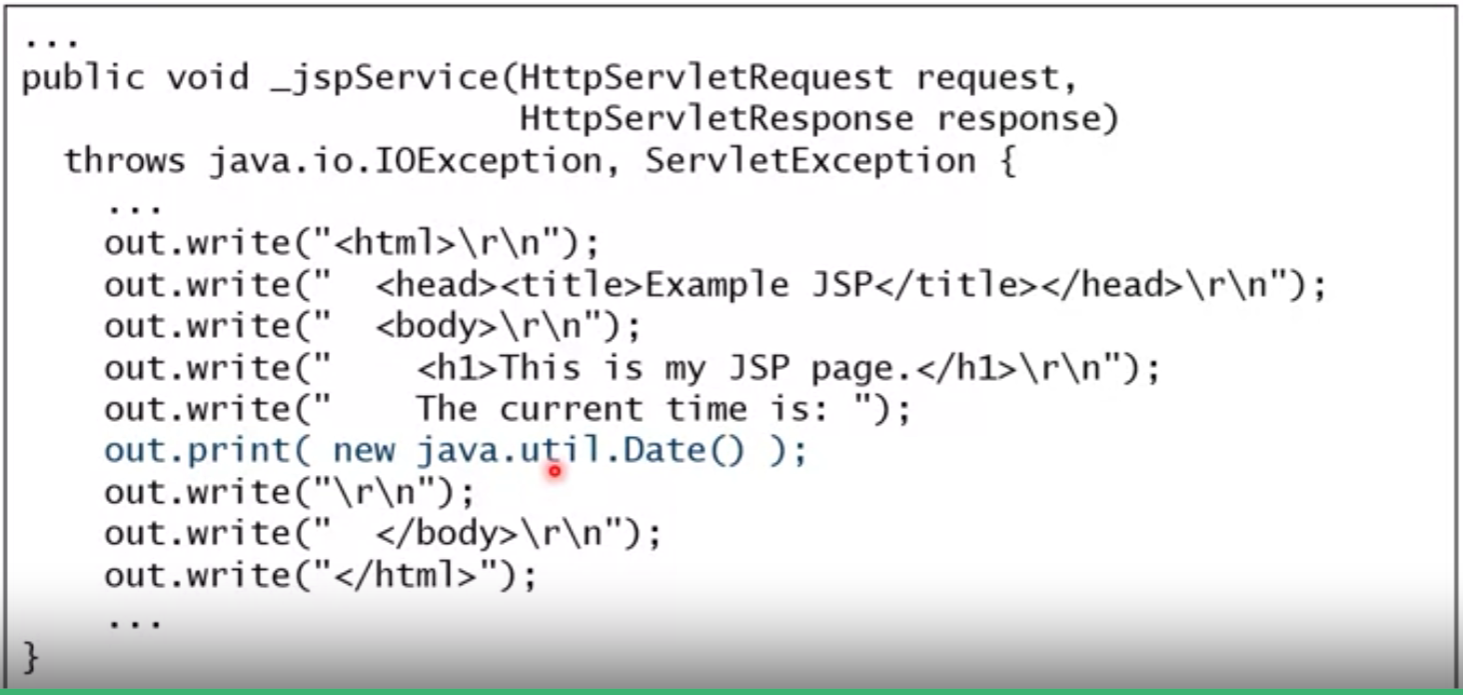 ...
public void _jspService(HttpServletRequest request,
                        HttpServletResponse response)
  throws java.io.IOException, ServletException {
    ...
    out.write("<html>\r\n");
    out.write("  <head><title>Example JSP</title></head>\r\n");
    out.write("  <body>\r\n");
    out.write("    <h1>This is my JSP page.</h1>\r\n");
    out.write("    The current time is: ");
    out.print( new java.util.Date() );
    out.write("\r\n");
    out.write("  </body>\r\n");
    out.write("</html>");
    ...
}